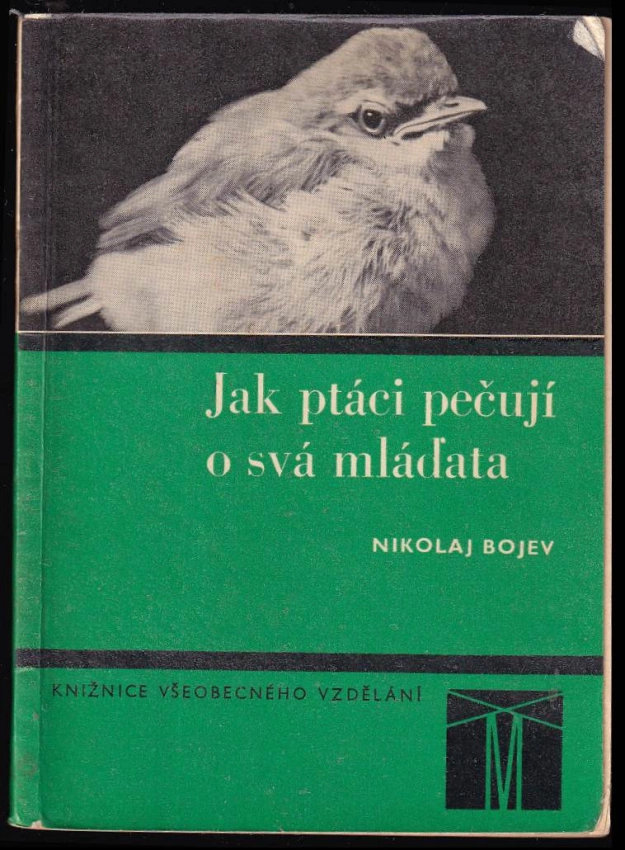 Jak ptáci pečují
o svá mláďata
NIKOLAJ BOJEV
KNIŽNICE VŠEOBECNÉHO VZDĚLÁNÍ